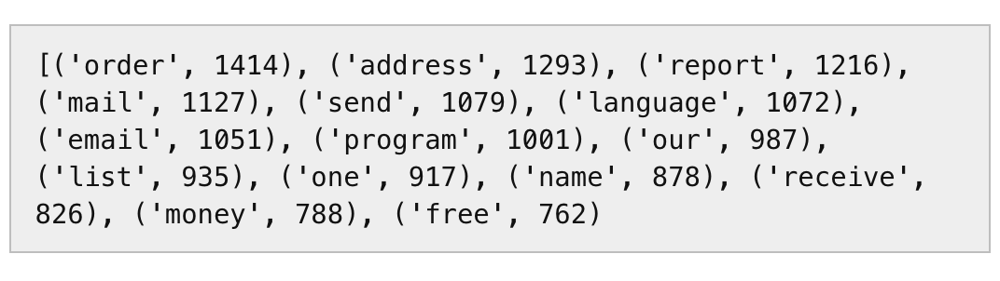 [('order', 1414), ('address', 1293), ('report', 1216),
('mail', 1127), ('send', 1079), ('language', 1072),
('email', 1051), ('program', 1001), ('our', 987),
('list', 935), ('one', 917), ('name', 878), ('receive',
826), ('money', 788), ('free', 762)